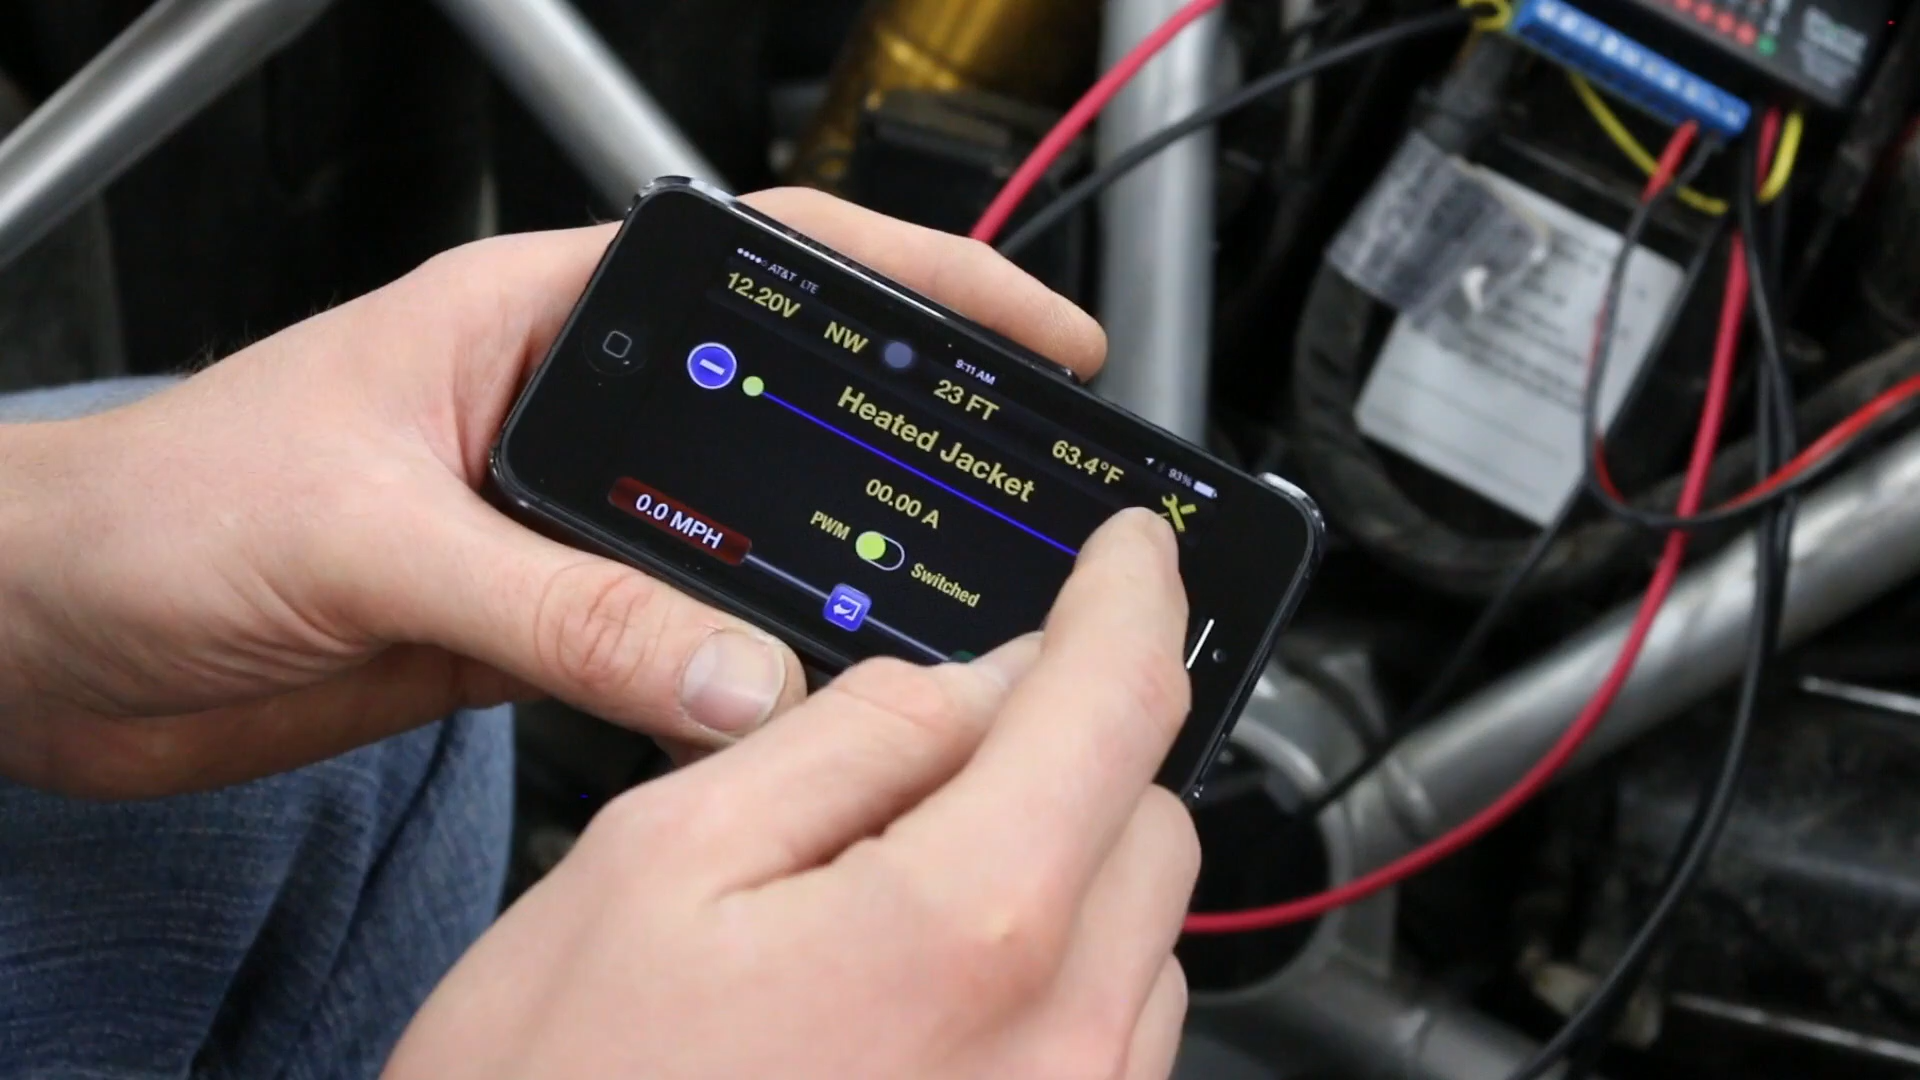 AT&T LTE
9:11 AM
93%
12.20V
NW
23 FT
63.4°F
Heated Jacket
00.00 A
PWM
Switched
0.0 MPH